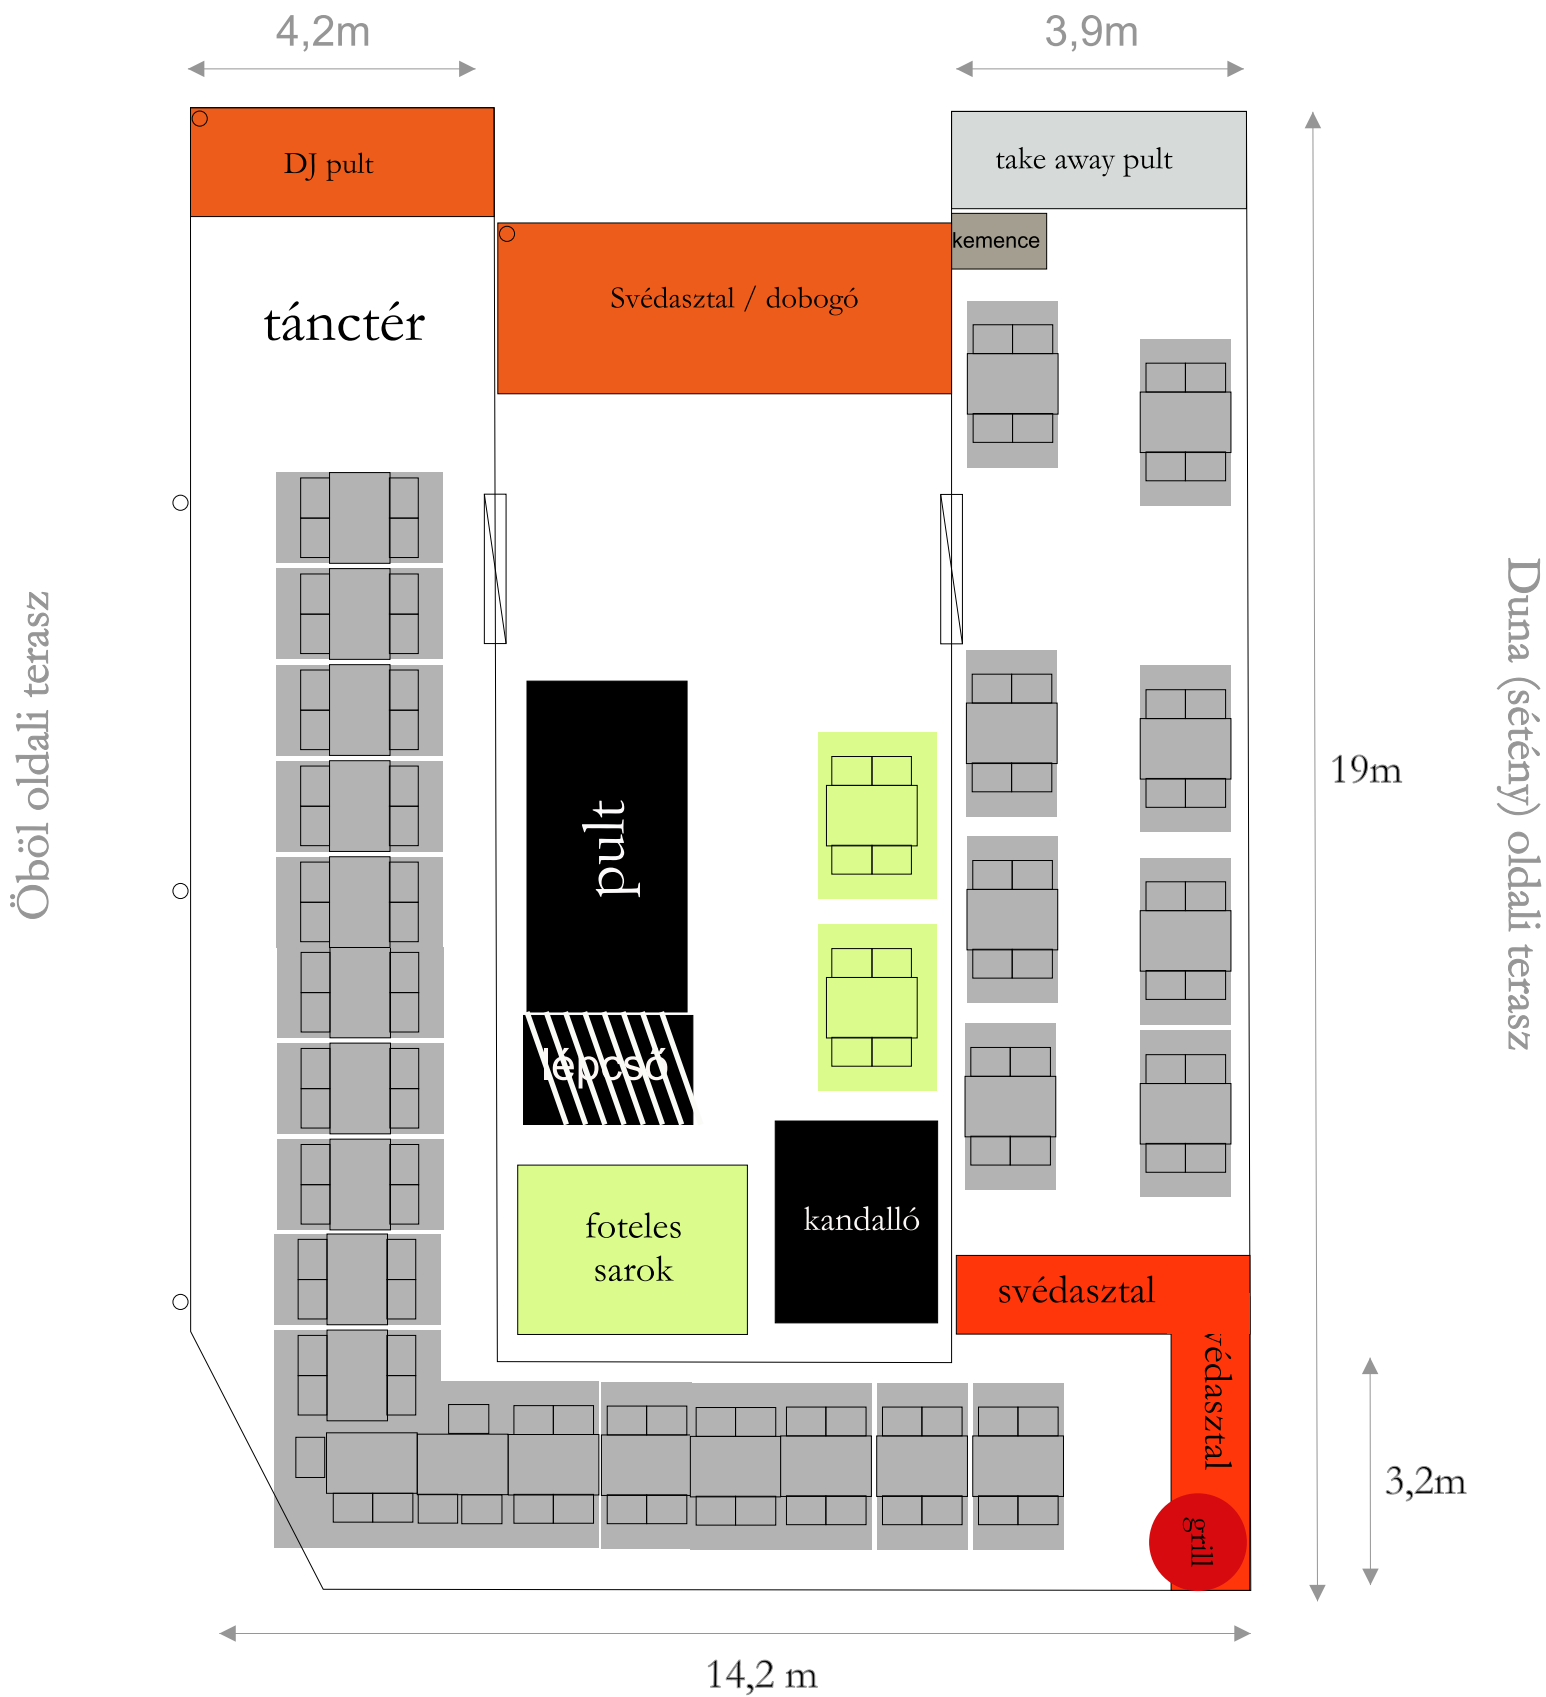 4,2m
3,9m
DJ pult
take away pult
kemence
Svédasztal / dobogó
tánctér
Öböl oldali terasz
Duna (sétény) oldali terasz
19m
pult
lépcső
foteles
sarok
kandalló
svédasztal
védasztal
grill
3,2m
14,2 m